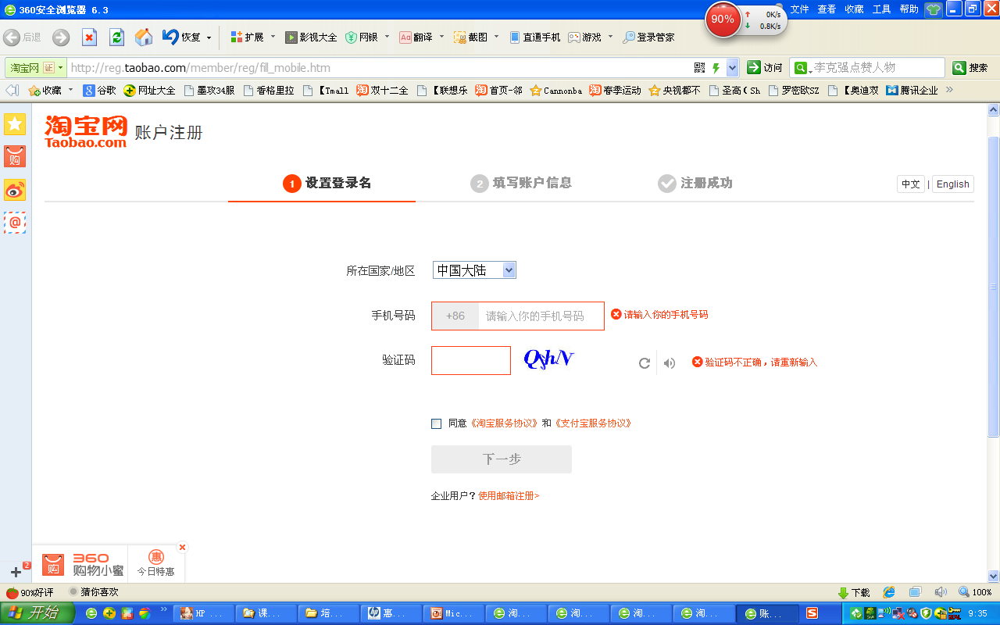 360安全浏览器 6.3
90%
0K/s
0.8K/s
文件 查看 收藏 工具 帮助
后退 恢复 扩展 影视大全 网银 翻译 截图 直通手机 游戏 登录管家
淘宝网 证 http://reg.taobao.com/member/reg/fill_mobile.htm 访问 李克强点赞人物 搜索
收藏 谷歌 网址大全 墨攻34服 香格里拉 【Tmall 双十二全 【联想乐 首页-邻 Cannonba 春季运动 央视都不 圣高(Sh 罗密欧SZ 【奥迪双 腾讯企业
淘宝网
Taobao.com
账户注册
1 设置登录名
2 填写账户信息
注册成功
中文 | English
所在国家/地区 中国大陆
手机号码 +86 请输入你的手机号码 请输入你的手机号码
验证码 验证码不正确，请重新输入
同意《淘宝服务协议》和《支付宝服务协议》
下一步
企业用户？使用邮箱注册>
购 360 购物小蜜
惠 今日特惠
2
90%好评 猜你喜欢 下载 100%
开始 HP ... 课... 培... 惠... Mic... 淘... 淘... 淘... 淘... 账... 9:35